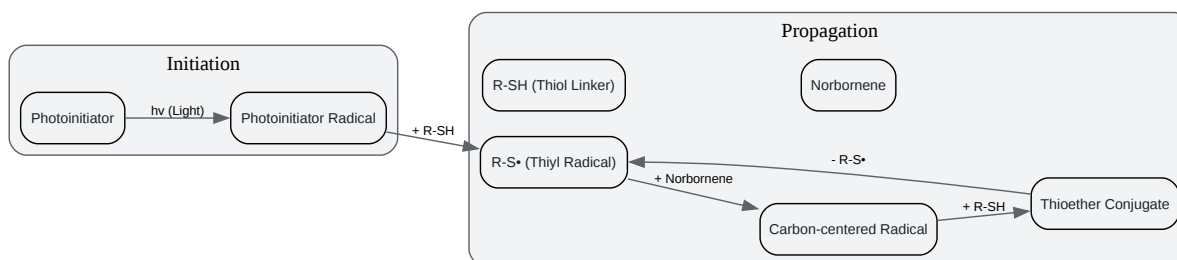 Initiation
Photoinitiator
hv (Light)
Photoinitiator Radical
+ R-SH
Propagation
R-SH (Thiol Linker)
Norbornene
R-S• (Thiyl Radical)
- R-S•
+ Norbornene
Carbon-centered Radical
+ R-SH
Thioether Conjugate